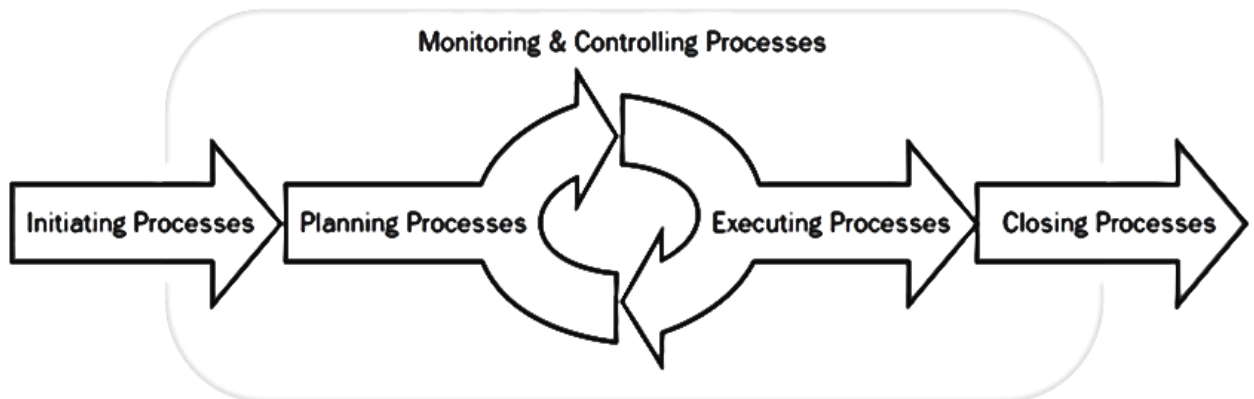 Monitoring & Controlling Processes
Initiating Processes
Planning Processes
Executing Processes
Closing Processes